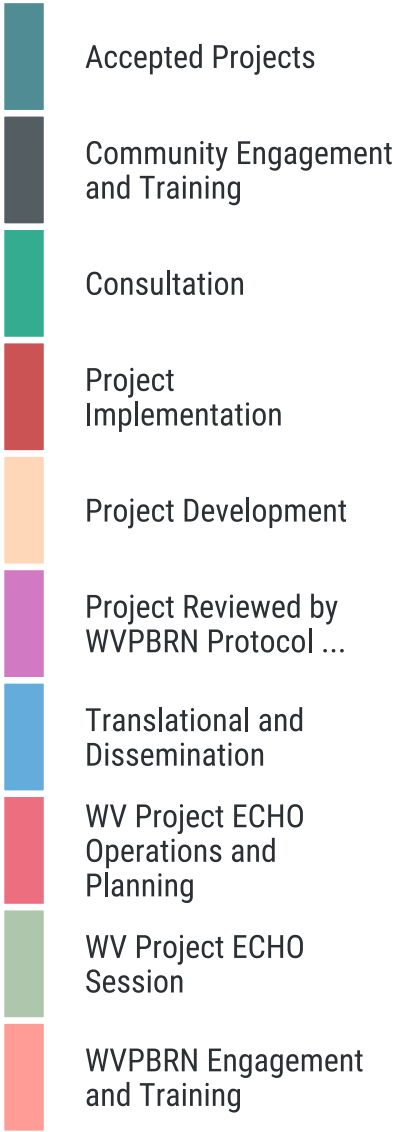 Accepted Projects
Community Engagement
and Training
Consultation
Project
Implementation
Project Development
Project Reviewed by
WVPBRN Protocol ...
Translational and
Dissemination
WV Project ECHO
Operations and
Planning
WV Project ECHO
Session
WVPBRN Engagement
and Training